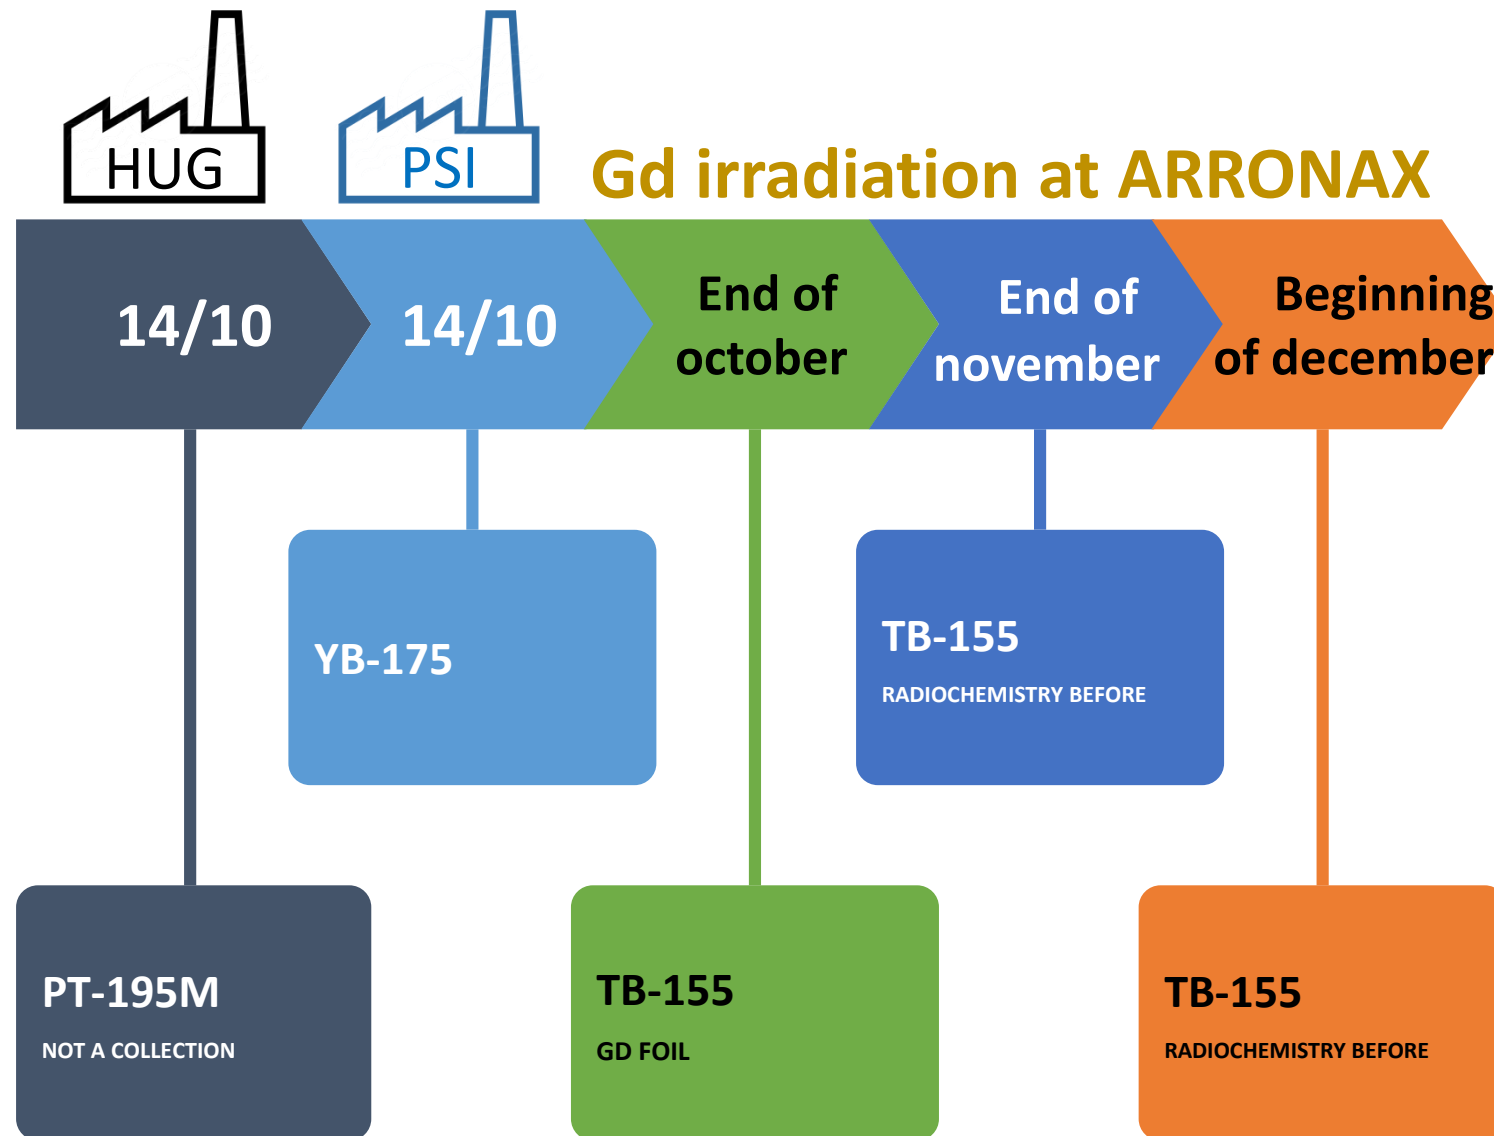 HUG
PSI
Gd irradiation at ARRONAX
14/10
14/10
End of
october
End of
november
Beginning
of december
YB-175
TB-155
RADIOCHEMISTRY BEFORE
PT-195M
NOT A COLLECTION
TB-155
GD FOIL
TB-155
RADIOCHEMISTRY BEFORE